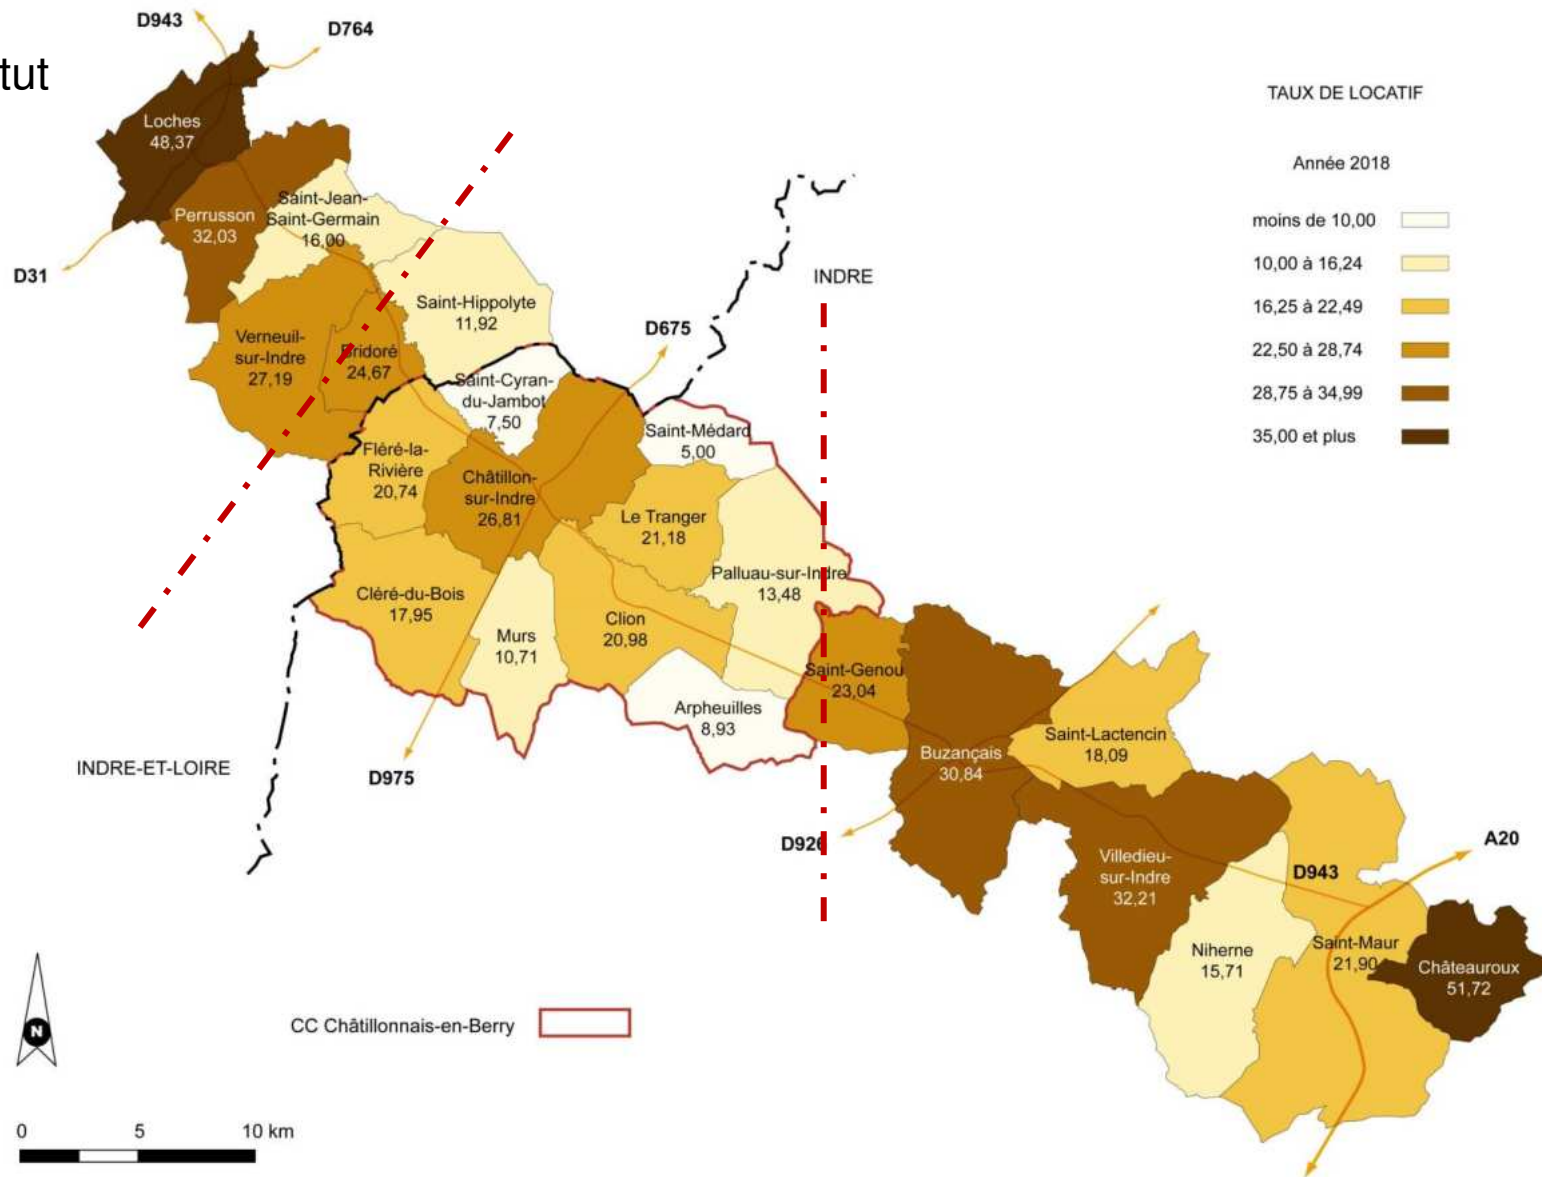 D943
D764
tut
Loches
48,37
Perrusson
32,03
Saint-Jean-
Saint-Germain
16,00
D31
Saint-Hippolyte
11,92
Verneuil-
sur-Indre
27,19
Bridoré
24,67
INDRE
D675
Saint-Cyran-
du-Jambot
7,50
Saint-Médard
5,00
Fléré-la-
Rivière
20,74
Châtillon-
sur-Indre
26,81
Le Tranger
21,18
Palluau-sur-Indre
13,48
Cléré-du-Bois
17,95
Murs
10,71
Clion
20,98
Arpheuilles
8,93
Saint-Genou
23,04
Buzançais
30,84
Saint-Lactencin
18,09
INDRE-ET-LOIRE
D975
D926
Villedieu-
sur-Indre
32,21
D943
A20
Niherne
15,71
Saint-Maur
21,90
Châteauroux
51,72
TAUX DE LOCATIF
Année 2018
moins de 10,00
10,00 à 16,24
16,25 à 22,49
22,50 à 28,74
28,75 à 34,99
35,00 et plus
N
CC Châtillonnais-en-Berry
0 5 10 km